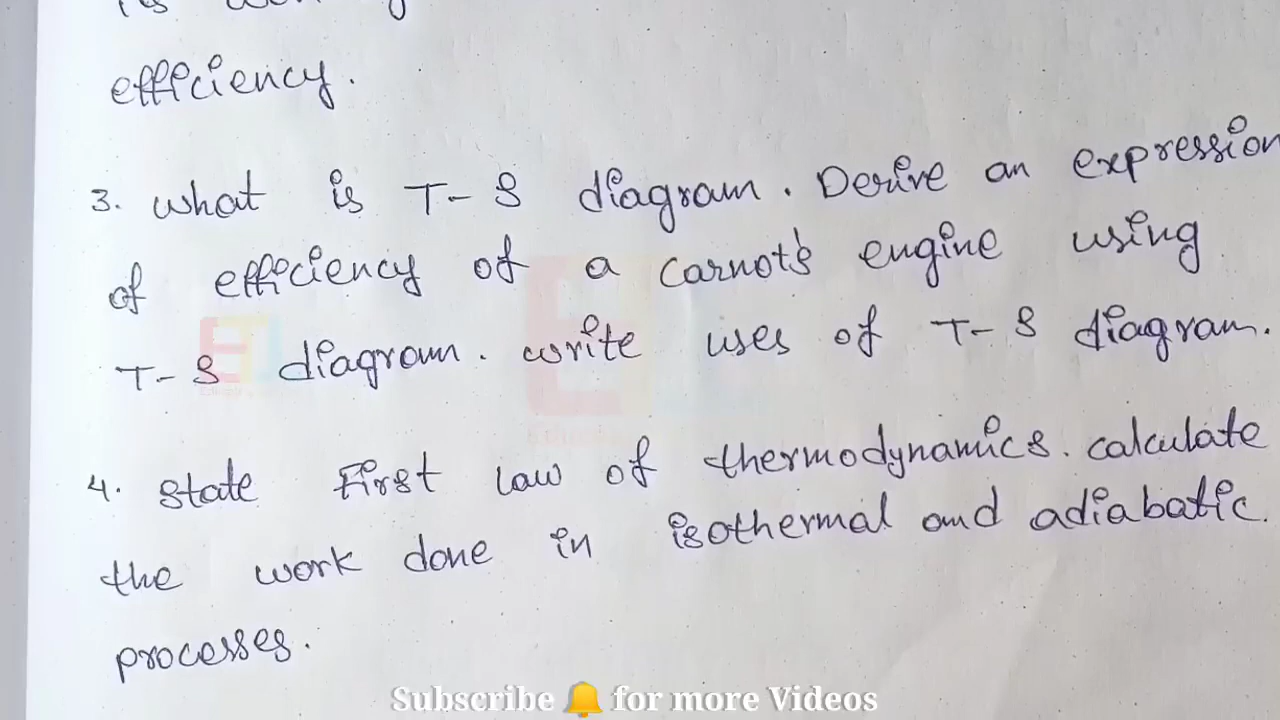 efficiency.
3. what is T-S diagram. Derive an expression
of efficiency of a carnot's engine using
T-S diagram. write uses of T-S diagram.
4. State First law of thermodynamics. calculate
the work done in isothermal and adiabatic.
processes.
Subscribe 🔔 for more Videos